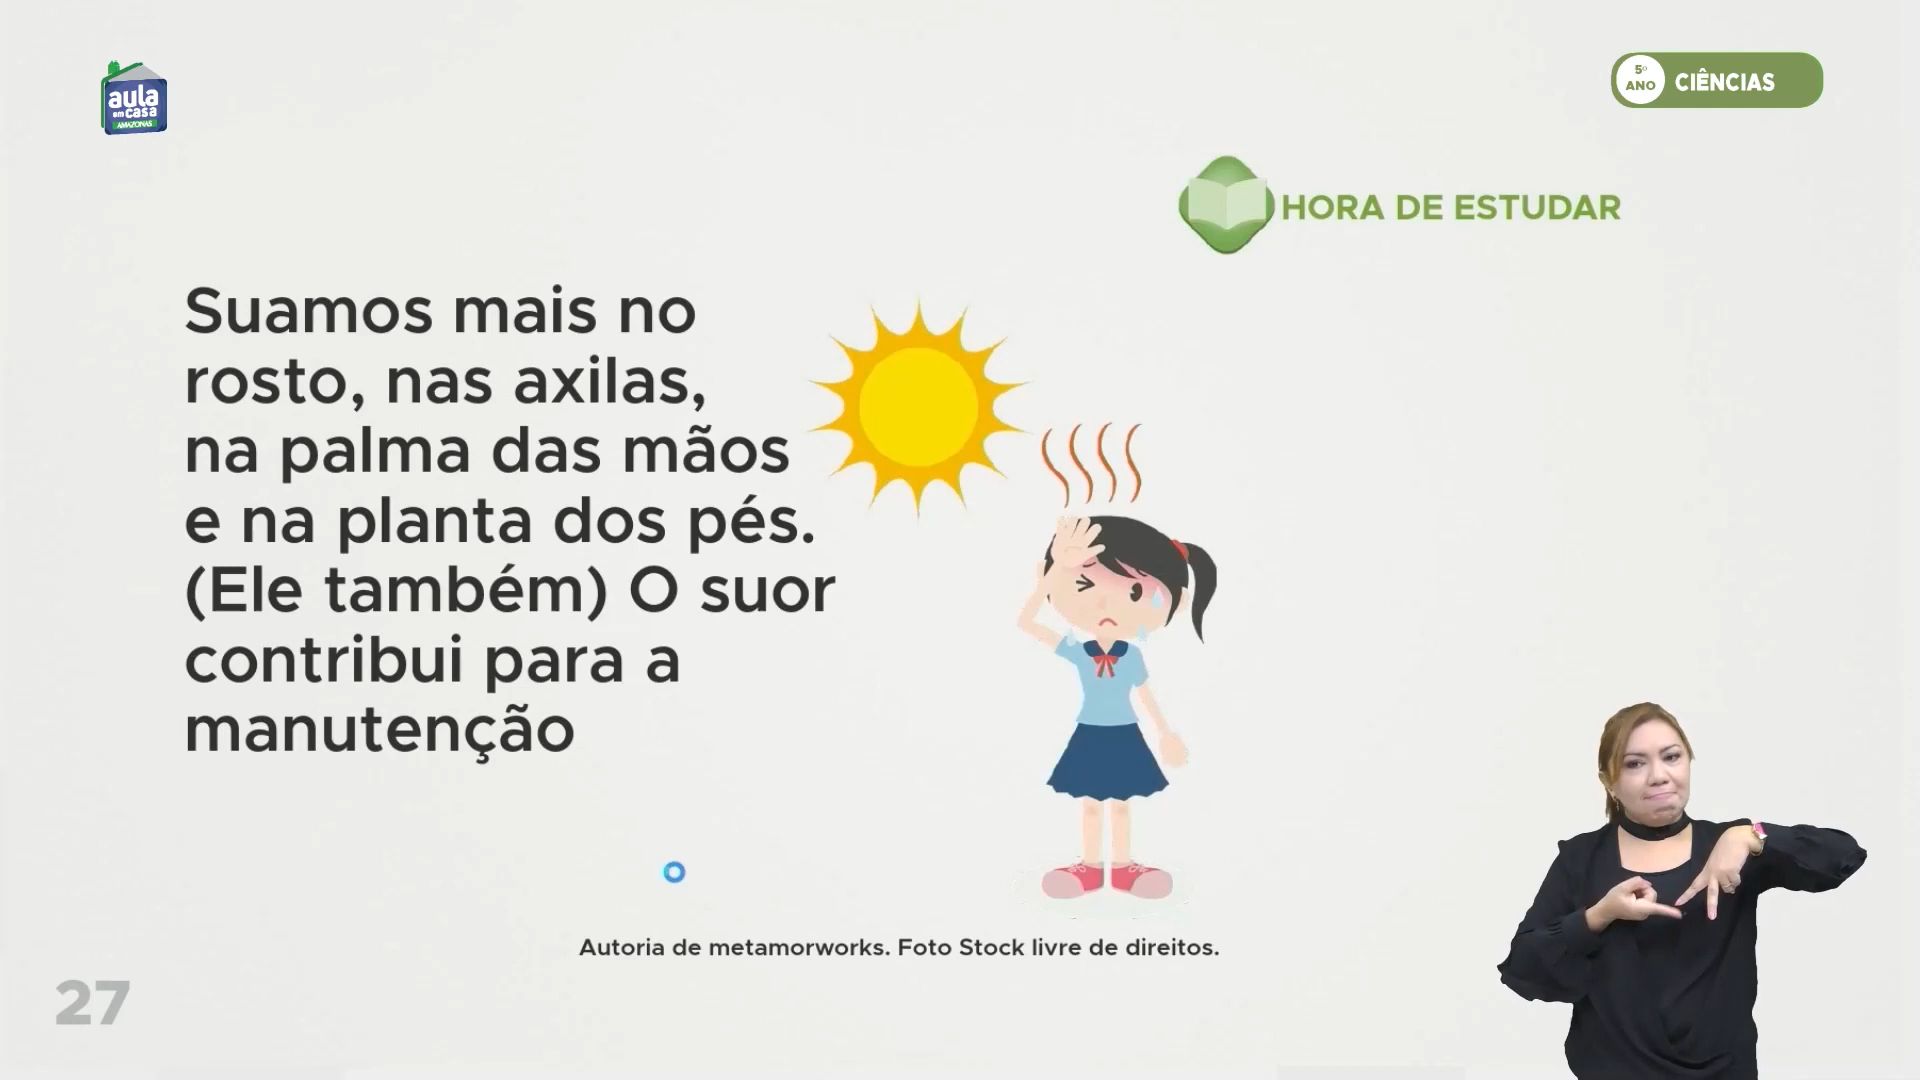 aula
em casa
AMAZONAS
5º
ANO
CIÊNCIAS
HORA DE ESTUDAR
Suamos mais no
rosto, nas axilas,
na palma das mãos
e na planta dos pés.
(Ele também) O suor
contribui para a
manutenção
Autoria de metamorworks. Foto Stock livre de direitos.
27